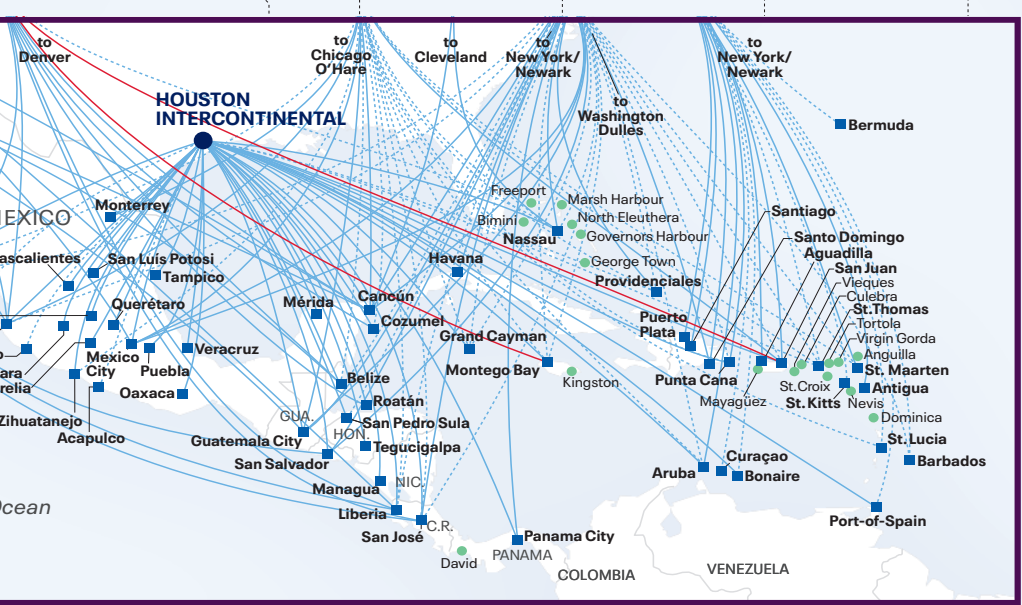 to
Denver
to
Chicago
O'Hare
to
Cleveland
to
New York/
Newark
to
New York/
Newark
to
Washington
Dulles
HOUSTON
INTERCONTINENTAL
Bermuda
Freeport
Marsh Harbour
Bimini
North Eleuthera
Nassau
Governors Harbour
Monterrey
EXICO
Santiago
Santo Domingo
Aguadilla
San Juan
Vieques
Culebra
St.Thomas
Tortola
Virgin Gorda
Anguilla
St. Maarten
Antigua
George Town
Providenciales
Havana
ascalientes
San Luís Potosi
Tampico
Querétaro
Mérida
Cancún
Cozumel
Grand Cayman
Puerto
Plata
Mexico
City
Puebla
Veracruz
Montego Bay
Kingston
Punta Cana
Mayagüez
St.Croix
St. Kitts
Nevis
Dominica
ara
relia
Oaxaca
Belize
Roatán
San Pedro Sula
Zihuatanejo
Acapulco
GUA.
HON.
Guatemala City
Tegucigalpa
San Salvador
Managua
NIC.
Liberia
San José
C.R.
St. Lucia
Barbados
Curaçao
Aruba
Bonaire
Port-of-Spain
cean
Panama City
PANAMA
David
COLOMBIA
VENEZUELA